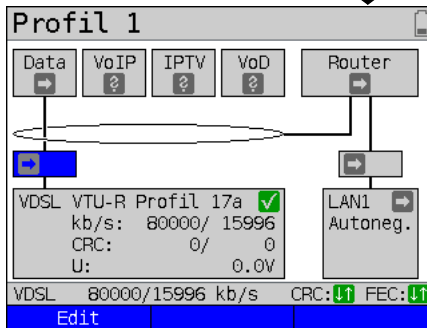 Profil 1
Data VoIP IPTV VoD Router
? ? ?
VDSL VTU-R Profil 17a
kb/s: 80000/ 15996
CRC: 0/ 0
U: 0.0V
LAN1
Autoneg.
VDSL 80000/15996 kb/s CRC: FEC:
Edit